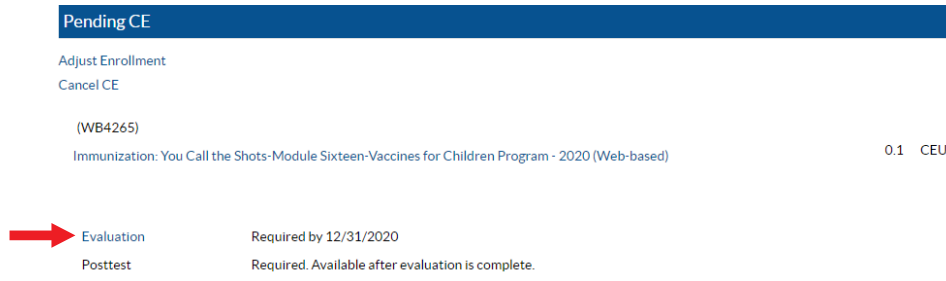 Pending CE
Adjust Enrollment
Cancel CE
(WB4265)
Immunization: You Call the Shots-Module Sixteen-Vaccines for Children Program - 2020 (Web-based) 0.1 CEU
Evaluation Required by 12/31/2020
Posttest Required. Available after evaluation is complete.